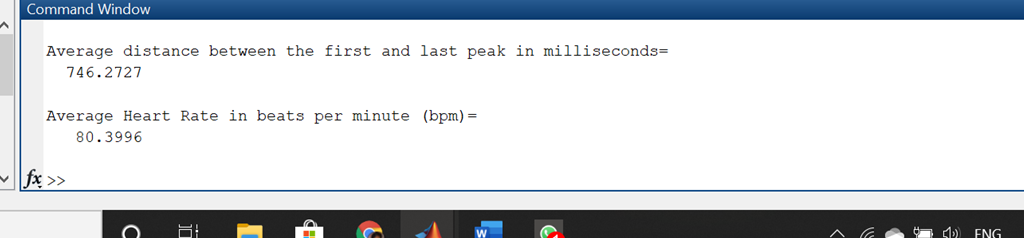 Command Window
Average distance between the first and last peak in milliseconds=
746.2727
Average Heart Rate in beats per minute (bpm)=
80.3996
fx >>
W
ENG